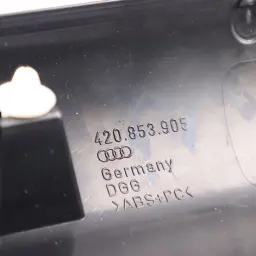 420.853.905
Germany
DGG
>ABS+PC<